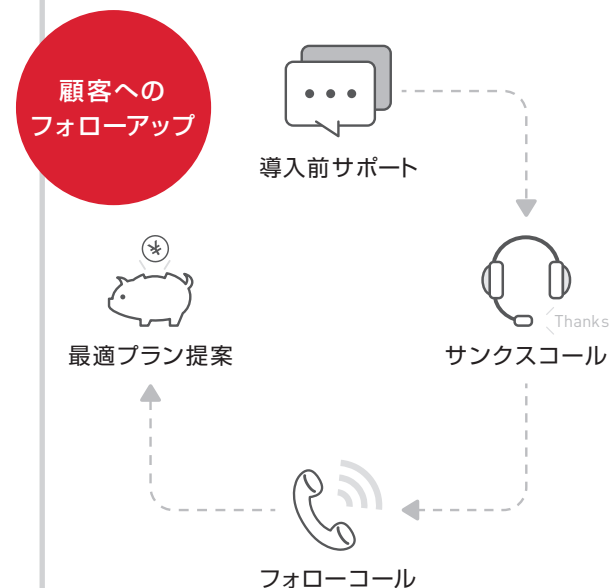 顧客への
フォローアップ
導入前サポート
Thanks
サンクスコール
フォローコール
最適プラン提案